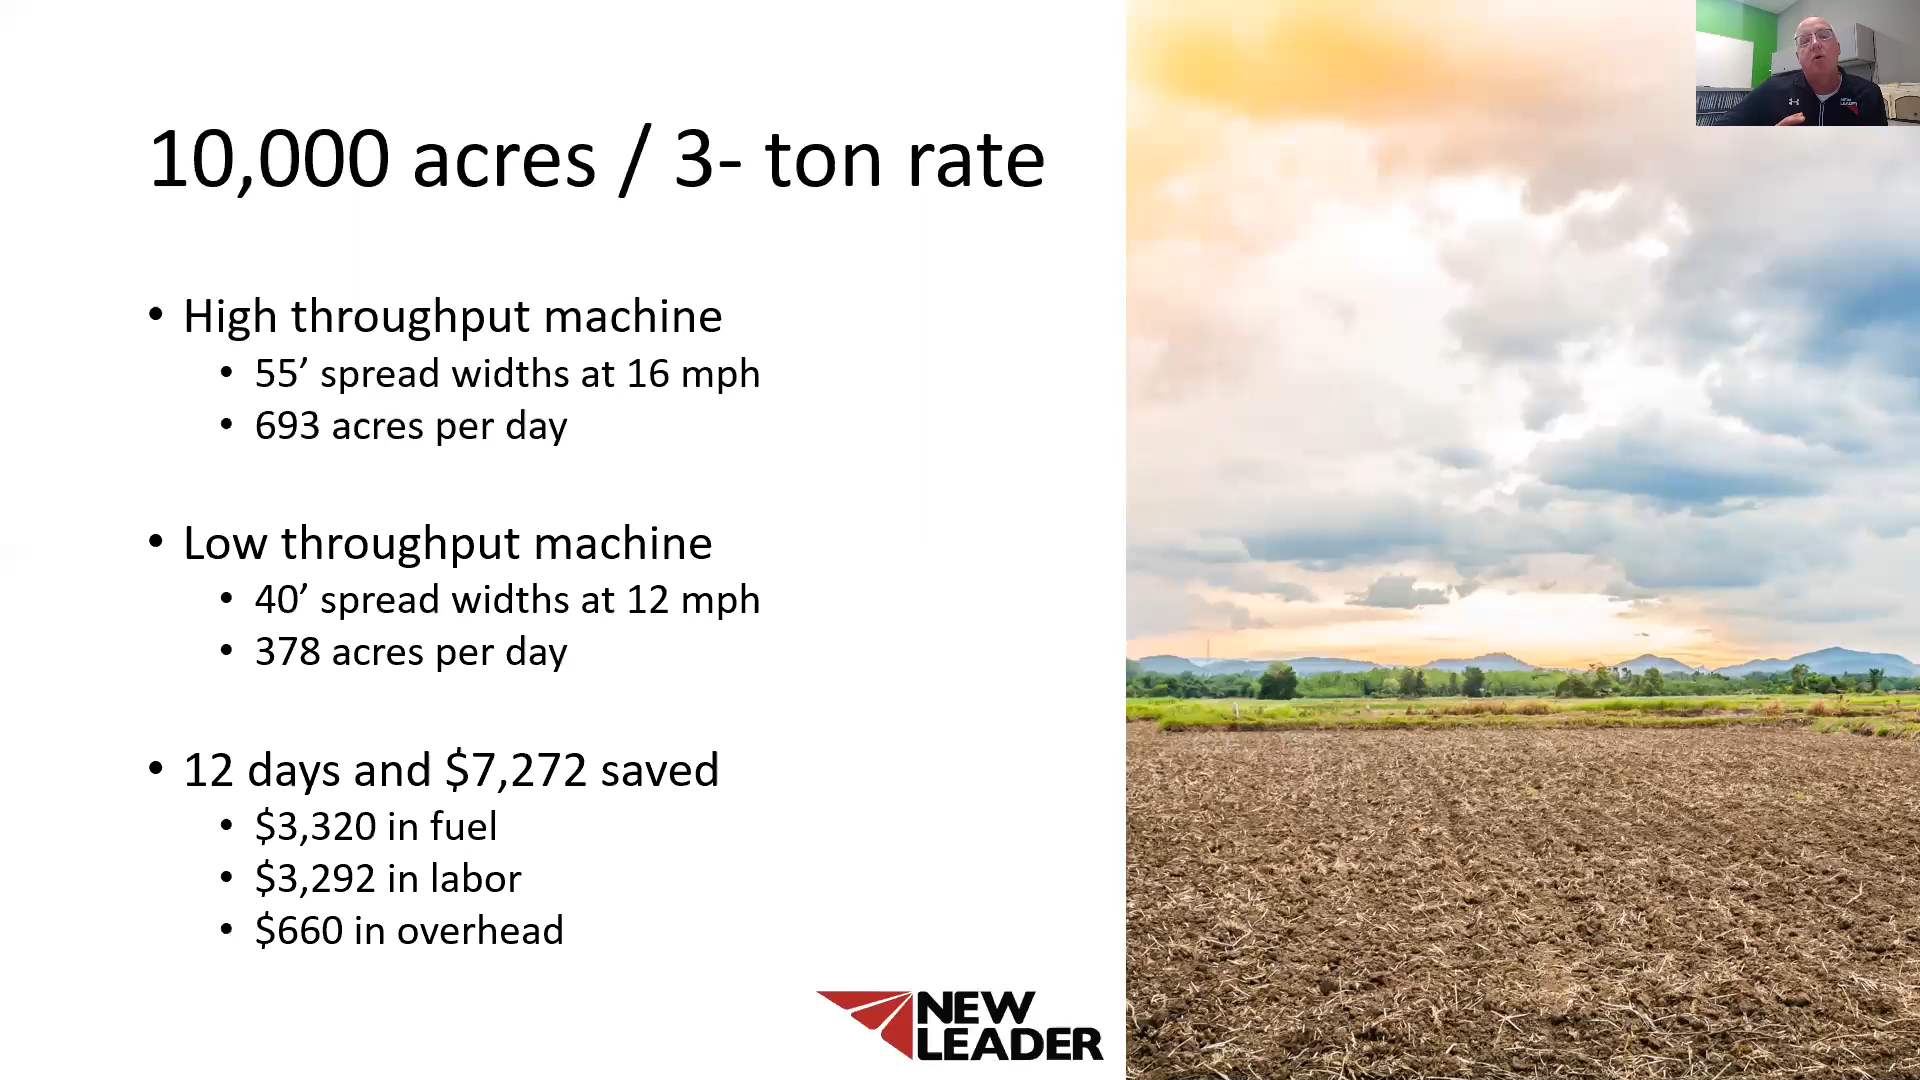 10,000 acres / 3- ton rate
• High throughput machine
• 55’ spread widths at 16 mph
• 693 acres per day
• Low throughput machine
• 40’ spread widths at 12 mph
• 378 acres per day
• 12 days and $7,272 saved
• $3,320 in fuel
• $3,292 in labor
• $660 in overhead
NEW
LEADER
NEW
LEADER